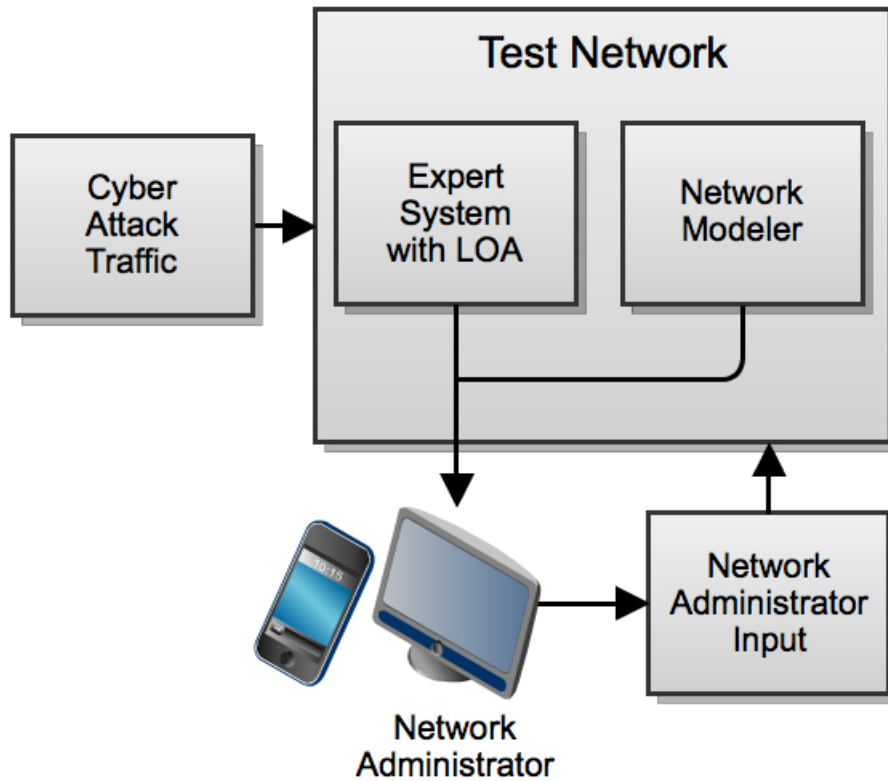 Test Network
Cyber
Attack
Traffic
Expert
System
with LOA
Network
Modeler
10:15
Network
Administrator
Network
Administrator
Input